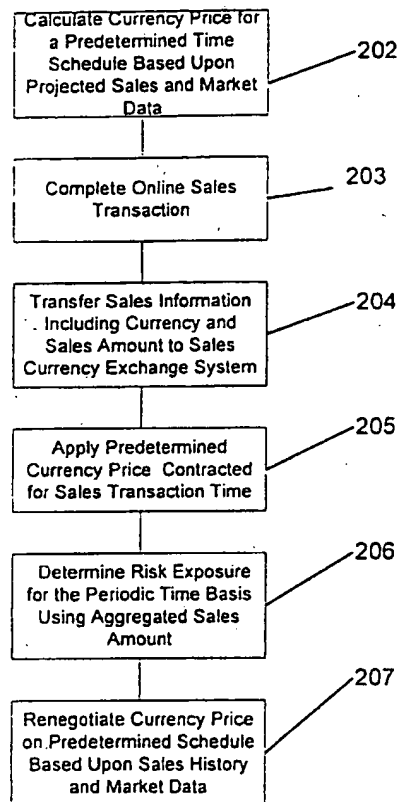 Calculate Currency Price for
a Predetermined Time
Schedule Based Upon
Projected Sales and Market
Data
202
Complete Online Sales
Transaction
203
Transfer Sales Information
Including Currency and
Sales Amount to Sales
Currency Exchange System
204
Apply Predetermined
Currency Price Contracted
for Sales Transaction Time
205
Determine Risk Exposure
for the Periodic Time Basis
Using Aggregated Sales
Amount
206
Renegotiate Currency Price
on Predetermined Schedule
Based Upon Sales History
and Market Data
207